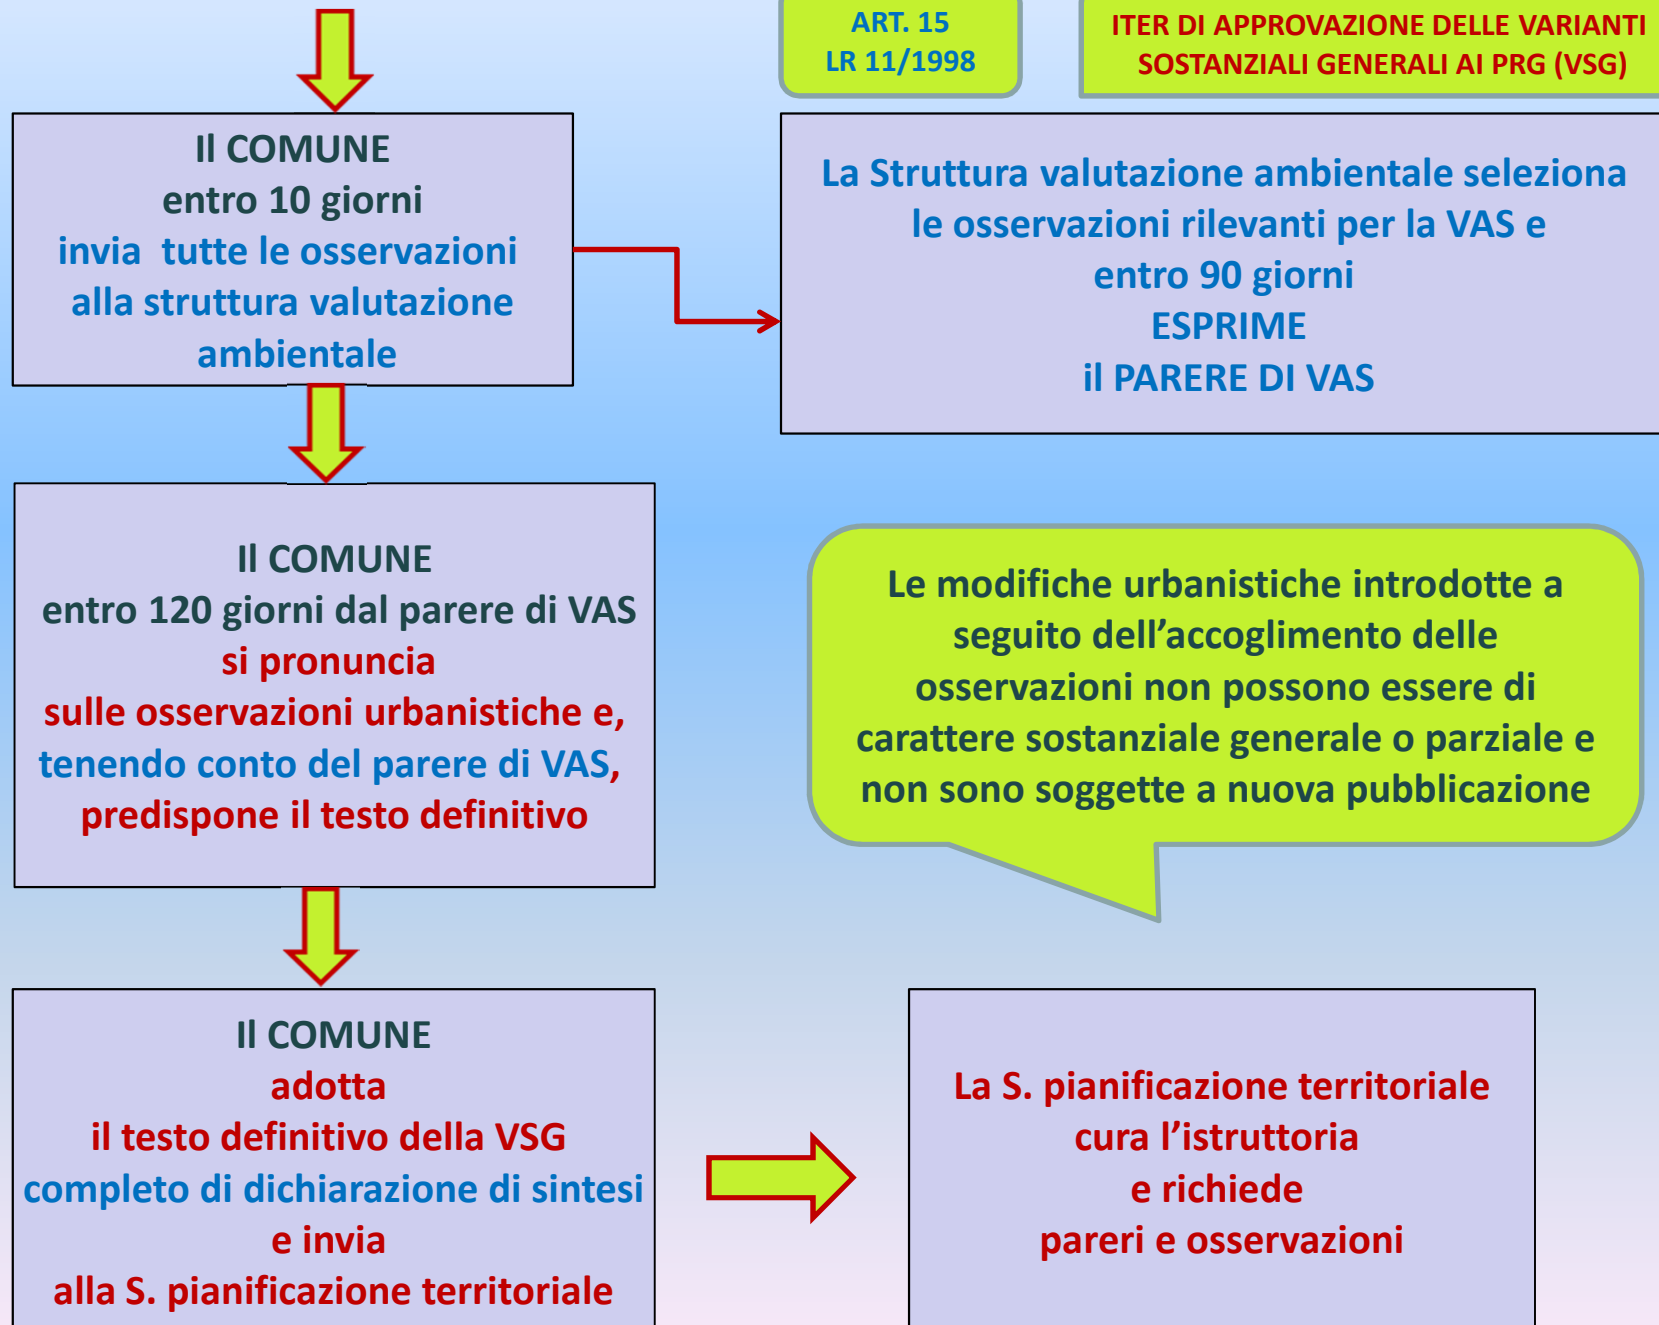 ART. 15
LR 11/1998
ITER DI APPROVAZIONE DELLE VARIANTI
SOSTANZIALI GENERALI AI PRG (VSG)
Il COMUNE
entro 10 giorni
invia tutte le osservazioni
alla struttura valutazione
ambientale
La Struttura valutazione ambientale seleziona
le osservazioni rilevanti per la VAS e
entro 90 giorni
ESPRIME
il PARERE DI VAS
Il COMUNE
entro 120 giorni dal parere di VAS
si pronuncia
sulle osservazioni urbanistiche e,
tenendo conto del parere di VAS,
predispone il testo definitivo
Le modifiche urbanistiche introdotte a
seguito dell’accoglimento delle
osservazioni non possono essere di
carattere sostanziale generale o parziale e
non sono soggette a nuova pubblicazione
Il COMUNE
adotta
il testo definitivo della VSG
completo di dichiarazione di sintesi
e invia
alla S. pianificazione territoriale
La S. pianificazione territoriale
cura l’istruttoria
e richiede
pareri e osservazioni